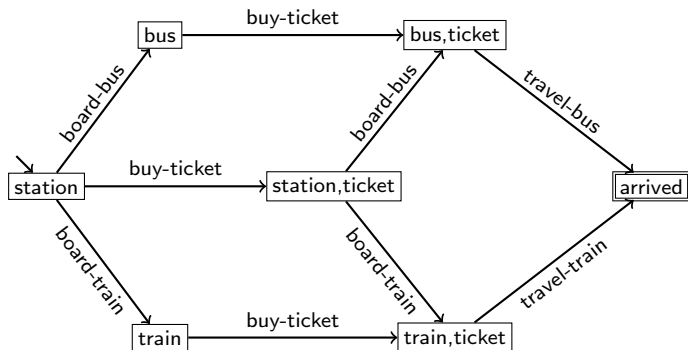 buy-ticket
bus
bus,ticket
board-bus
board-bus
travel-bus
buy-ticket
station
station,ticket
arrived
board-train
board-train
travel-train
buy-ticket
train
train,ticket